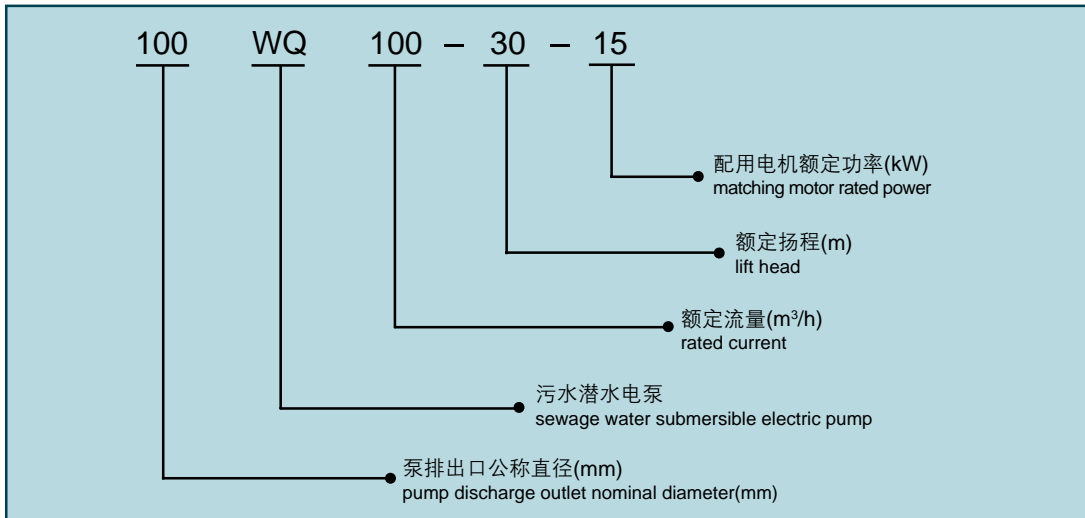 100 WQ 100 – 30 – 15
配用电机额定功率(kW)
matching motor rated power
额定扬程(m)
lift head
额定流量(m³/h)
rated current
污水潜水电泵
sewage water submersible electric pump
泵排出口公称直径(mm)
pump discharge outlet nominal diameter(mm)